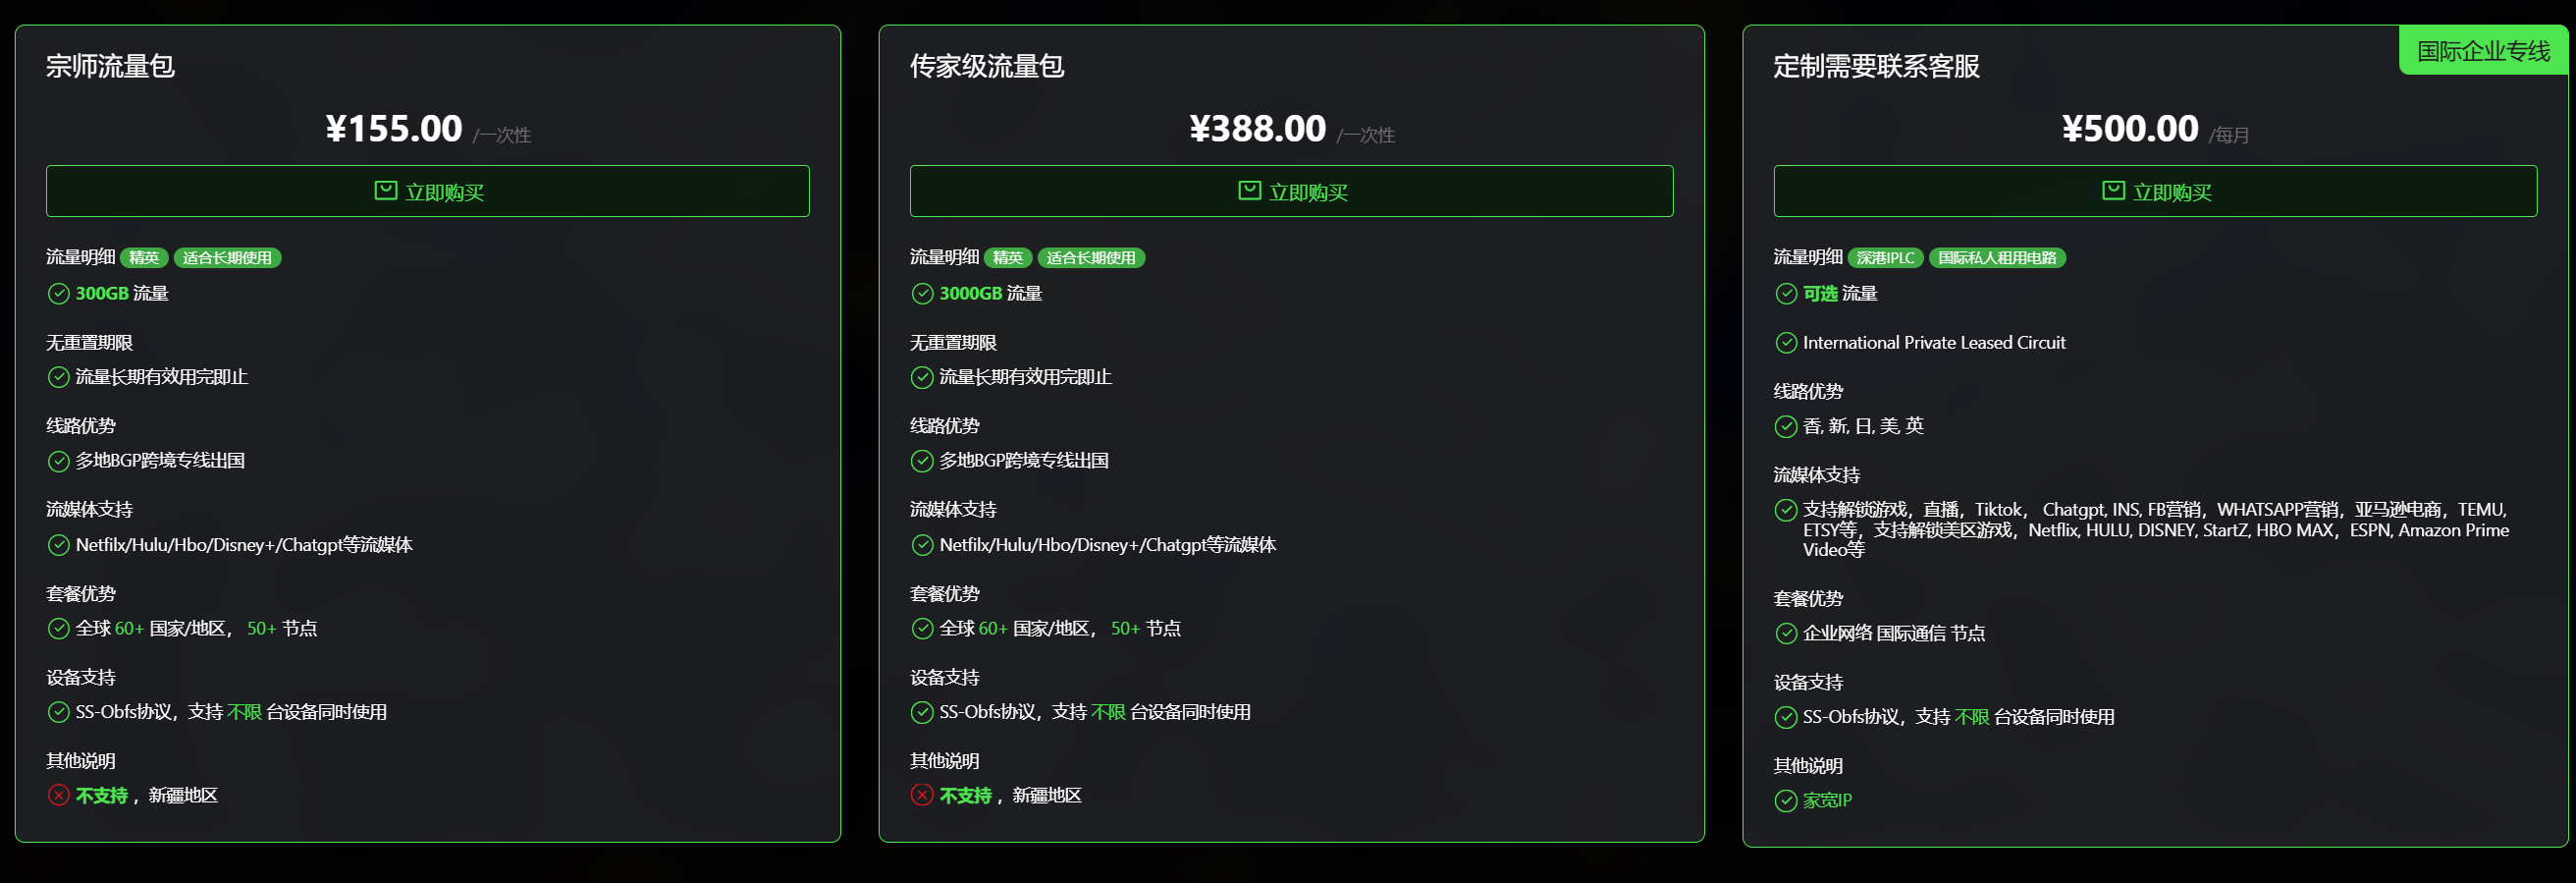 宗师流量包
¥155.00 /一次性
立即购买
流量明细 精英 适合长期使用
300GB 流量
无重置期限
流量长期有效用完即止
线路优势
多地BGP跨境专线出国
流媒体支持
Netfilx/Hulu/Hbo/Disney+/Chatgpt等流媒体
套餐优势
全球 60+ 国家/地区， 50+ 节点
设备支持
SS-Obfs协议，支持 不限 台设备同时使用
其他说明
不支持 ，新疆地区
传家级流量包
¥388.00 /一次性
立即购买
流量明细 精英 适合长期使用
3000GB 流量
无重置期限
流量长期有效用完即止
线路优势
多地BGP跨境专线出国
流媒体支持
Netfilx/Hulu/Hbo/Disney+/Chatgpt等流媒体
套餐优势
全球 60+ 国家/地区， 50+ 节点
设备支持
SS-Obfs协议，支持 不限 台设备同时使用
其他说明
不支持 ，新疆地区
国际企业专线
定制需要联系客服
¥500.00 /每月
立即购买
流量明细 深港IPLC 国际私人租用电路
可选 流量
International Private Leased Circuit
线路优势
香, 新, 日, 美, 英
流媒体支持
支持解锁游戏，直播，Tiktok， Chatgpt, INS, FB营销，WHATSAPP营销，亚马逊电商，TEMU,
ETSY等，支持解锁美区游戏，Netflix, HULU, DISNEY, StartZ, HBO MAX，ESPN, Amazon Prime
Video等
套餐优势
企业网络 国际通信 节点
设备支持
SS-Obfs协议，支持 不限 台设备同时使用
其他说明
家宽IP